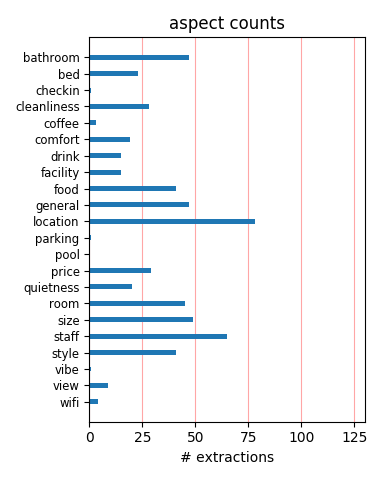 aspect counts
bathroom
bed
checkin
cleanliness
coffee
comfort
drink
facility
food
general
location
parking
pool
price
quietness
room
size
staff
style
vibe
view
wifi
0 25 50 75 100 125
# extractions